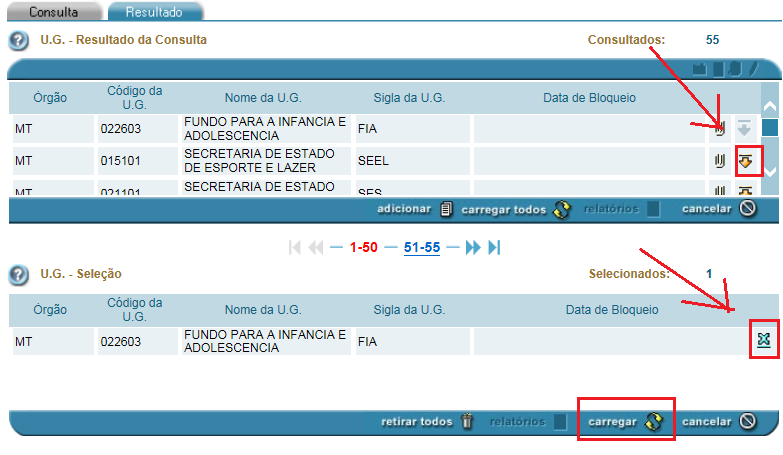 Consulta Resultado
U.G. - Resultado da Consulta Consultados: 55
Órgão Código da U.G. Nome da U.G. Sigla da U.G. Data de Bloqueio
MT 022603 FUNDO PARA A INFANCIA E ADOLESCENCIA FIA
MT 015101 SECRETARIA DE ESTADO DE ESPORTE E LAZER SEEL
MT 021101 SECRETARIA DE ESTADO SES
adicionar carregar todos relatórios cancelar
1-50 51-55
U.G. - Seleção Selecionados: 1
Órgão Código da U.G. Nome da U.G. Sigla da U.G. Data de Bloqueio
MT 022603 FUNDO PARA A INFANCIA E ADOLESCENCIA FIA
retirar todos relatórios carregar cancelar